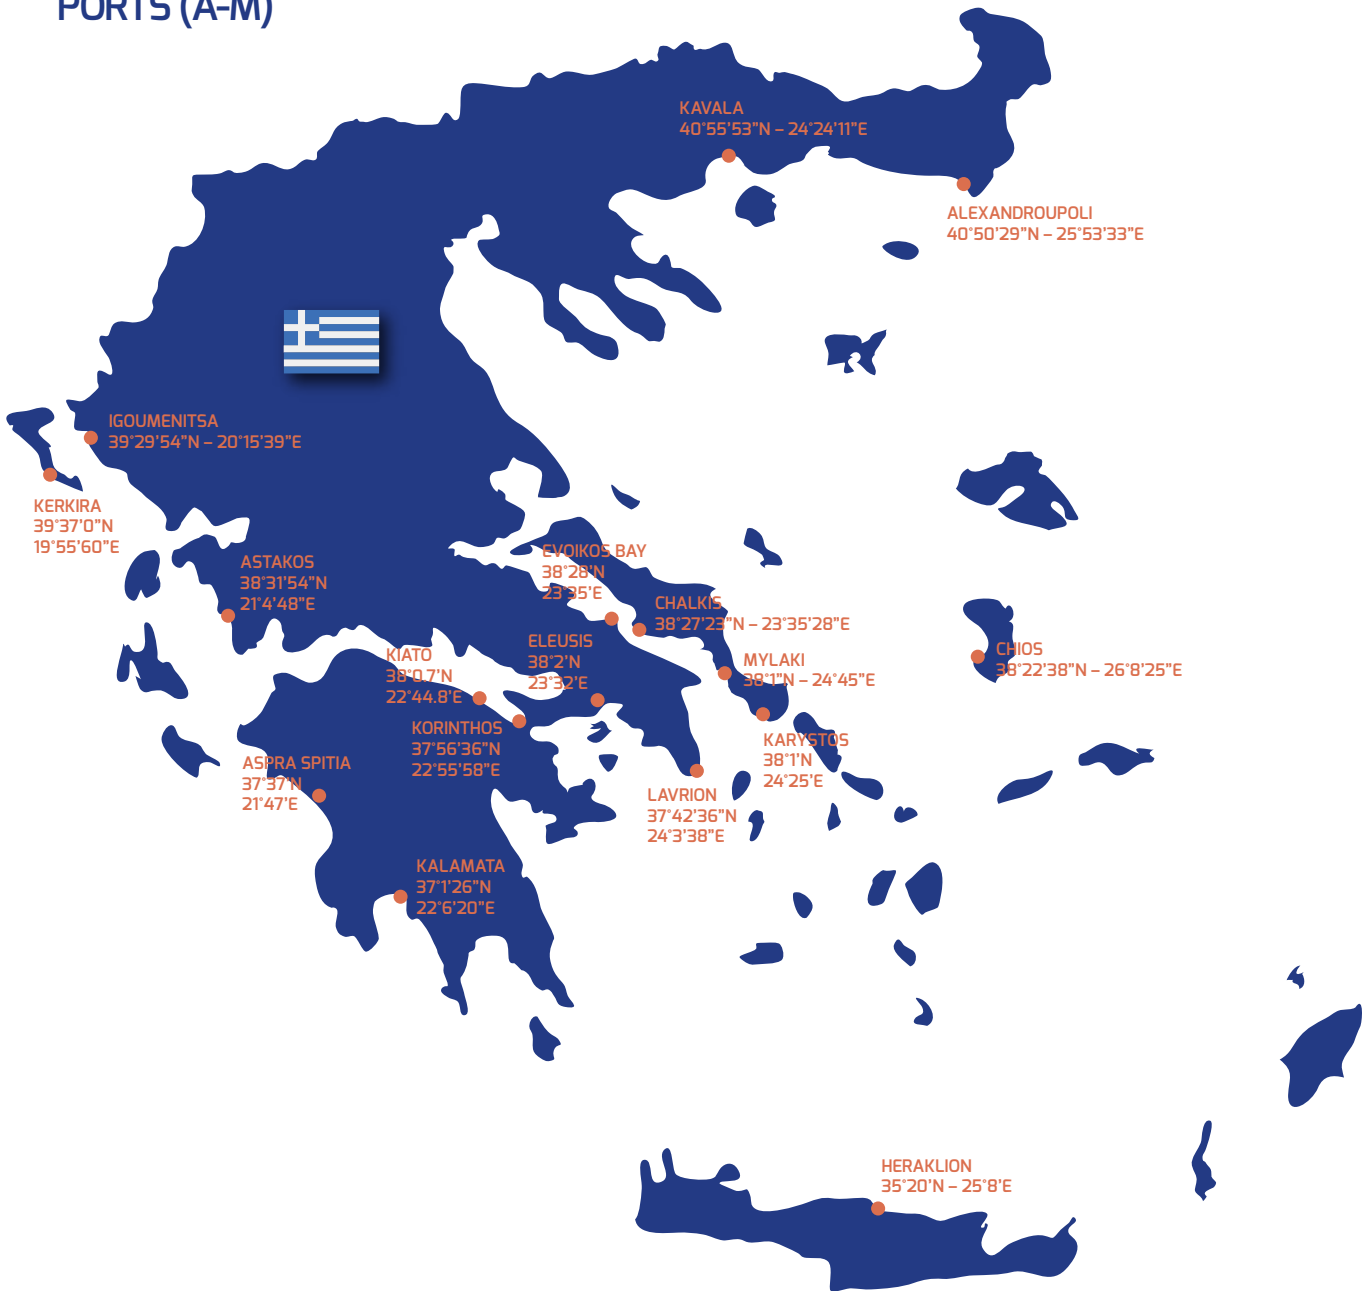 PORTS (A-M)
KAVALA
40°55'53”N – 24°24'11”E
ALEXANDROUPOLI
40°50'29”N – 25°53'33”E
IGOUMENITSA
39°29'54”N – 20°15'39”E
KERKIRA
39°37'0”N
19°55'60”E
ASTAKOS
38°31'54”N
21°4'48”E
EVOIKOS BAY
38°28'N
23°35'E
CHALKIS
38°27'23”N – 23°35'28”E
ELEUSIS
38°2'N
23°32'E
KIATO
38°0.7'N
22°44.8'E
MYLAKI
38°1”N – 24°45”E
CHIOS
38°22'38”N – 26°8'25”E
KORINTHOS
37°56'36”N
22°55'58”E
KARYSTOS
38°1'N
24°25'E
ASPRA SPITIA
37°37'N
21°47'E
LAVRION
37°42'36”N
24°3'38”E
KALAMATA
37°1'26”N
22°6'20”E
HERAKLION
35°20'N – 25°8'E